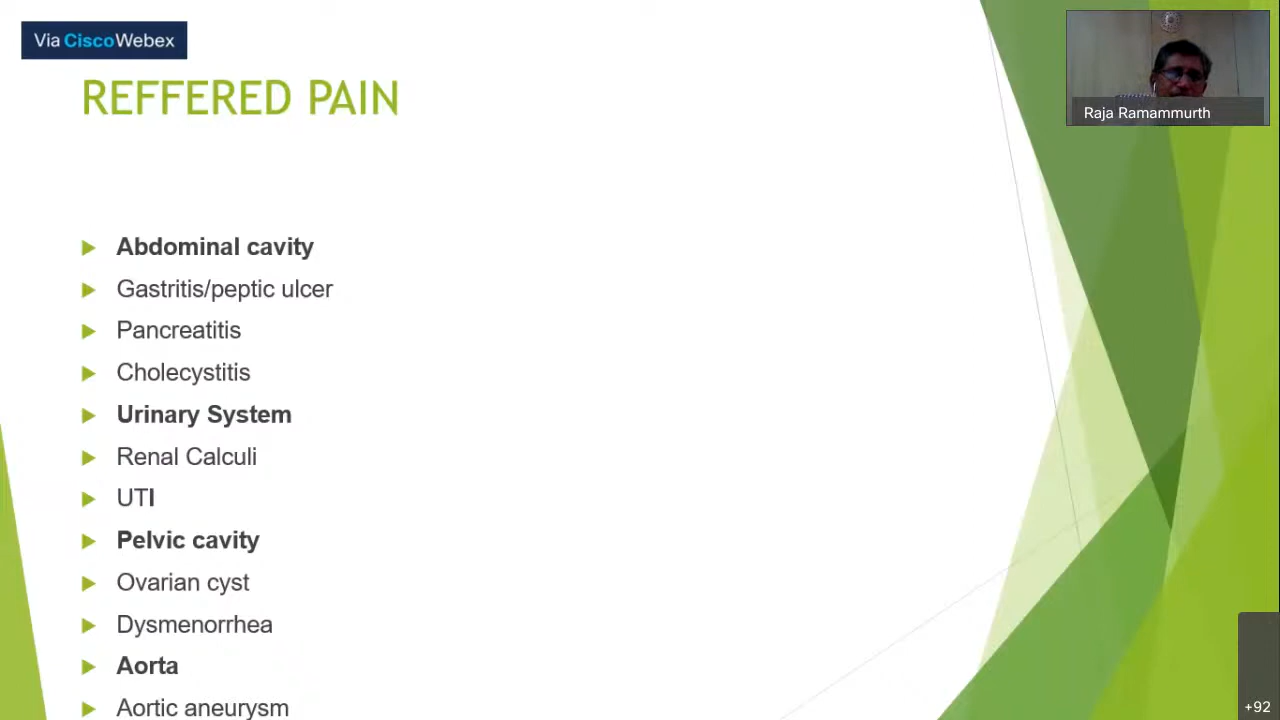 Via CiscoWebex
REFFERED PAIN
Raja Ramammurth
Abdominal cavity
Gastritis/peptic ulcer
Pancreatitis
Cholecystitis
Urinary System
Renal Calculi
UTI
Pelvic cavity
Ovarian cyst
Dysmenorrhea
Aorta
Aortic aneurysm
+92